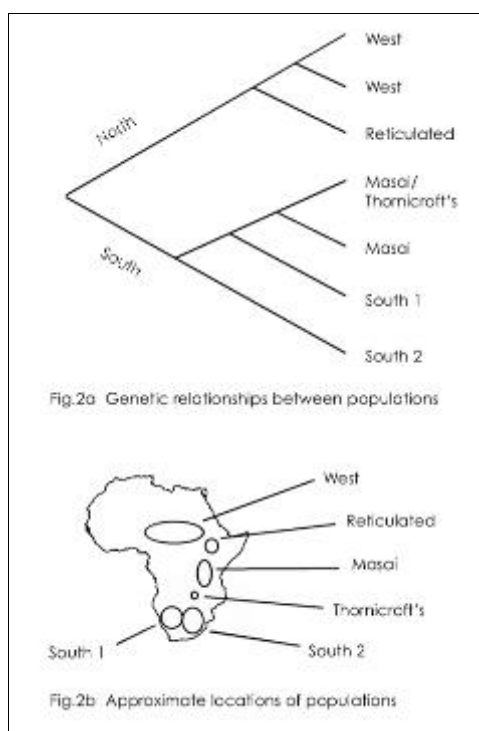 West
West
North
Reticulated
Masai/
Thornicroft's
South
Masai
South 1
South 2
Fig.2a Genetic relationships between populations
West
Reticulated
Masai
Thornicroft's
South 1
South 2
Fig.2b Approximate locations of populations